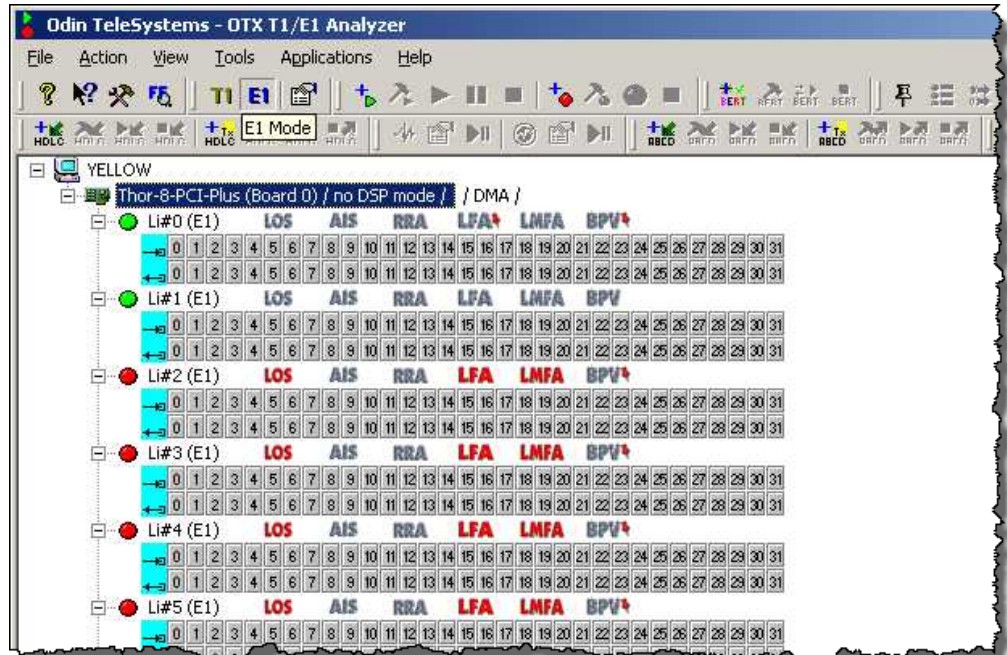 Odin TeleSystems - OTX T1/E1 Analyzer
File Action View Tools Applications Help
T1 E1 BERT BERT BERT BERT
HDLC HDLC HDLC HDLC Tx HDLC HDLC ABCD Tx ABCD
E1 Mode
YELLOW
Thor-8-PCI-Plus (Board 0) / no DSP mode / / DMA /
Li#0 (E1) LOS AIS RRA LFA LMFA BPV
0 1 2 3 4 5 6 7 8 9 10 11 12 13 14 15 16 17 18 19 20 21 22 23 24 25 26 27 28 29 30 31
0 1 2 3 4 5 6 7 8 9 10 11 12 13 14 15 16 17 18 19 20 21 22 23 24 25 26 27 28 29 30 31
Li#1 (E1) LOS AIS RRA LFA LMFA BPV
0 1 2 3 4 5 6 7 8 9 10 11 12 13 14 15 16 17 18 19 20 21 22 23 24 25 26 27 28 29 30 31
0 1 2 3 4 5 6 7 8 9 10 11 12 13 14 15 16 17 18 19 20 21 22 23 24 25 26 27 28 29 30 31
Li#2 (E1) LOS AIS RRA LFA LMFA BPV
0 1 2 3 4 5 6 7 8 9 10 11 12 13 14 15 16 17 18 19 20 21 22 23 24 25 26 27 28 29 30 31
0 1 2 3 4 5 6 7 8 9 10 11 12 13 14 15 16 17 18 19 20 21 22 23 24 25 26 27 28 29 30 31
Li#3 (E1) LOS AIS RRA LFA LMFA BPV
0 1 2 3 4 5 6 7 8 9 10 11 12 13 14 15 16 17 18 19 20 21 22 23 24 25 26 27 28 29 30 31
0 1 2 3 4 5 6 7 8 9 10 11 12 13 14 15 16 17 18 19 20 21 22 23 24 25 26 27 28 29 30 31
Li#4 (E1) LOS AIS RRA LFA LMFA BPV
0 1 2 3 4 5 6 7 8 9 10 11 12 13 14 15 16 17 18 19 20 21 22 23 24 25 26 27 28 29 30 31
0 1 2 3 4 5 6 7 8 9 10 11 12 13 14 15 16 17 18 19 20 21 22 23 24 25 26 27 28 29 30 31
Li#5 (E1) LOS AIS RRA LFA LMFA BPV
0 1 2 3 4 5 6 7 8 9 10 11 12 13 14 15 16 17 18 19 20 21 22 23 24 25 26 27 28 29 30 31